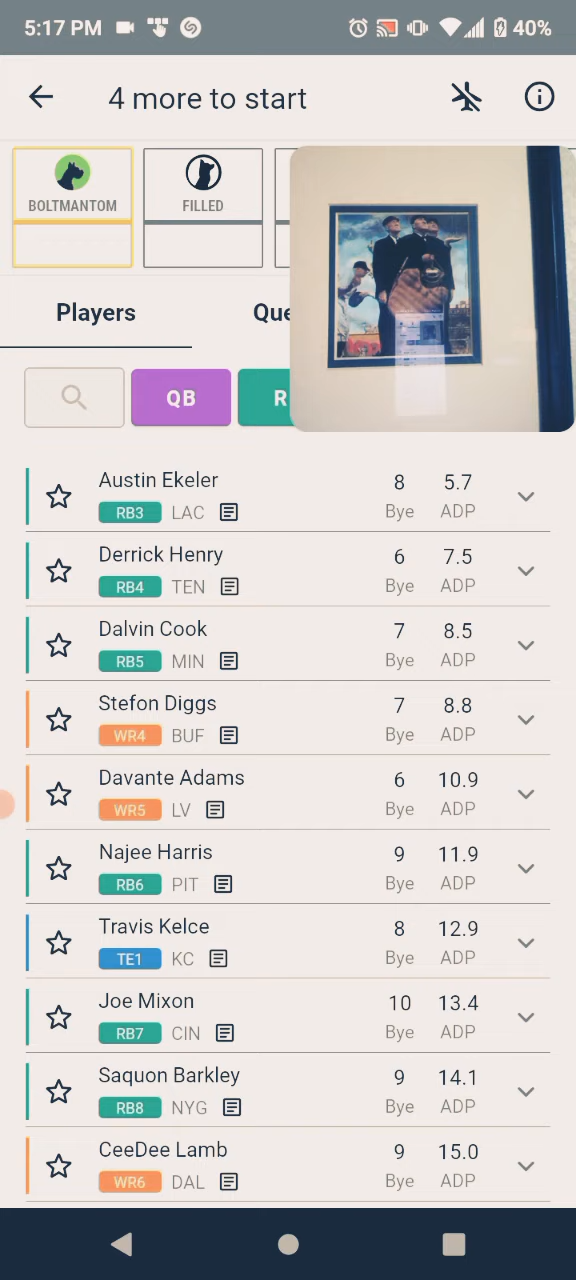 5:17 PM
40%
4 more to start
BOLTMANTOM
FILLED
Players
Que
QB
R
Austin Ekeler 8 5.7
RB3 LAC Bye ADP
Derrick Henry 6 7.5
RB4 TEN Bye ADP
Dalvin Cook 7 8.5
RB5 MIN Bye ADP
Stefon Diggs 7 8.8
WR4 BUF Bye ADP
Davante Adams 6 10.9
WR5 LV Bye ADP
Najee Harris 9 11.9
RB6 PIT Bye ADP
Travis Kelce 8 12.9
TE1 KC Bye ADP
Joe Mixon 10 13.4
RB7 CIN Bye ADP
Saquon Barkley 9 14.1
RB8 NYG Bye ADP
CeeDee Lamb 9 15.0
WR6 DAL Bye ADP